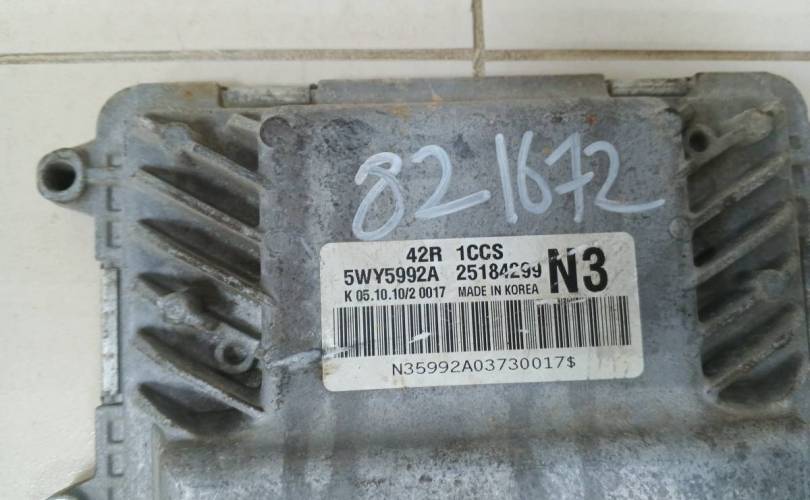 821672
42R 1CCS
5WY5992A 25184299 N3
K 05.10.10/2 0017 MADE IN KOREA
N35992A03730017$